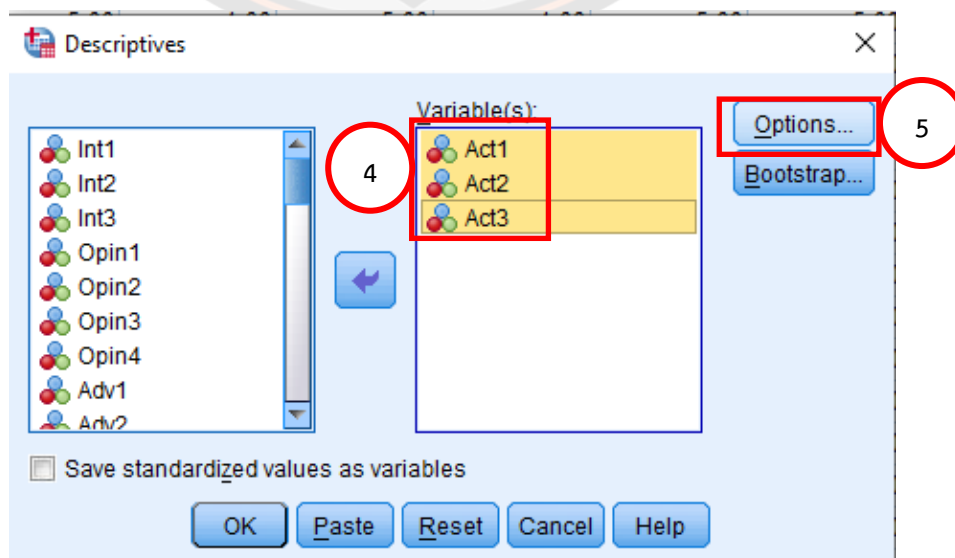 Descriptives
Variable(s):
Int1
Int2
Int3
Opin1
Opin2
Opin3
Opin4
Adv1
Adv2
4
Act1
Act2
Act3
Options...
5
Bootstrap...
Save standardized values as variables
OK Paste Reset Cancel Help